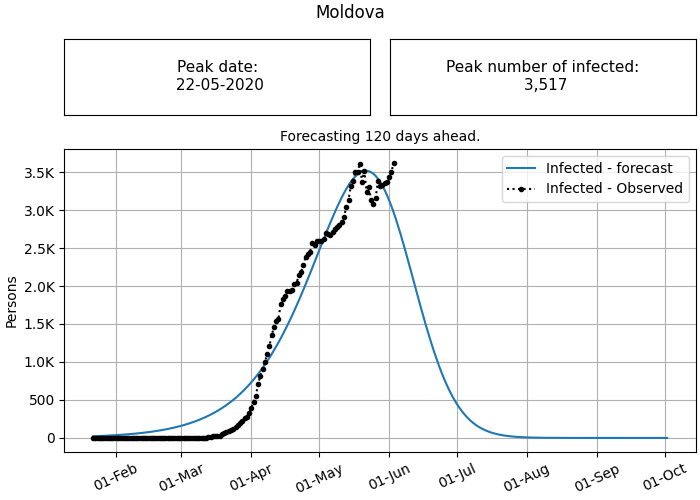 Moldova
Peak date:
22-05-2020
Peak number of infected:
3,517
Forecasting 120 days ahead.
Infected - forecast
Infected - Observed
Persons
3.5K
3.0K
2.5K
2.0K
1.5K
1.0K
500
0
01-Feb
01-Mar
01-Apr
01-May
01-Jun
01-Jul
01-Aug
01-Sep
01-Oct